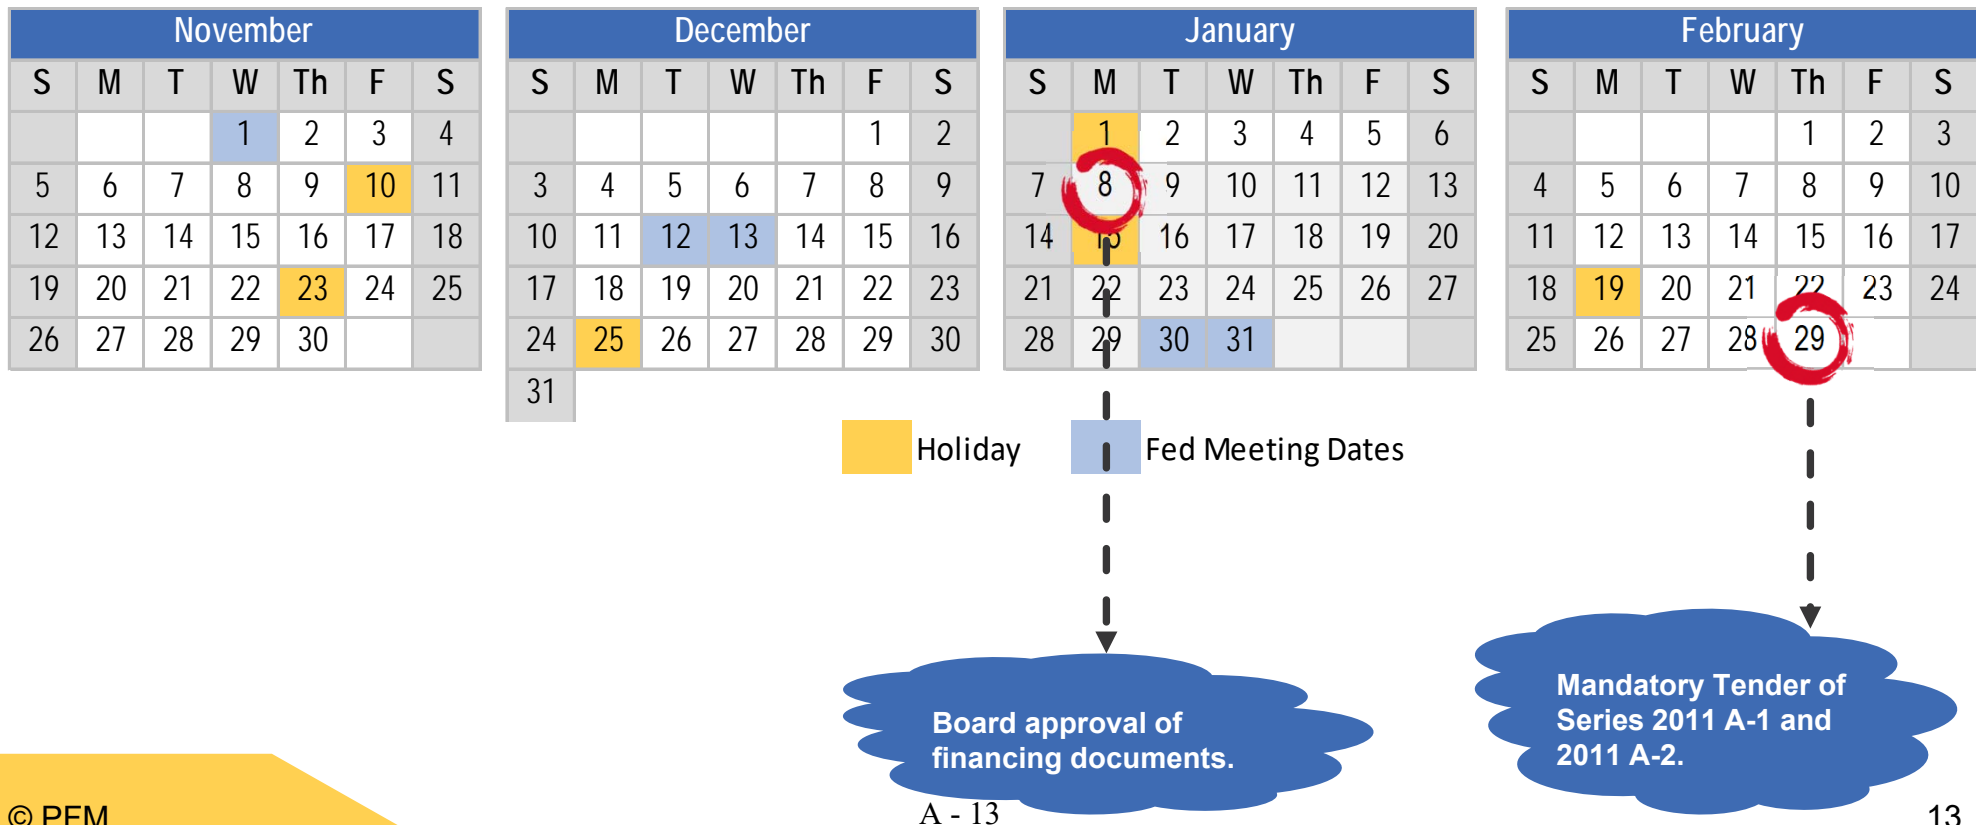 November
S M T W Th F S
1 2 3 4
5 6 7 8 9 10 11
12 13 14 15 16 17 18
19 20 21 22 23 24 25
26 27 28 29 30
December
S M T W Th F S
1 2
3 4 5 6 7 8 9
10 11 12 13 14 15 16
17 18 19 20 21 22 23
24 25 26 27 28 29 30
31
January
S M T W Th F S
1 2 3 4 5 6
7 8 9 10 11 12 13
14 15 16 17 18 19 20
21 22 23 24 25 26 27
28 29 30 31
February
S M T W Th F S
1 2 3
4 5 6 7 8 9 10
11 12 13 14 15 16 17
18 19 20 21 22 23 24
25 26 27 28 29
Holiday
Fed Meeting Dates
Board approval of
financing documents.
Mandatory Tender of
Series 2011 A-1 and
2011 A-2.
© PFM
A - 13
13